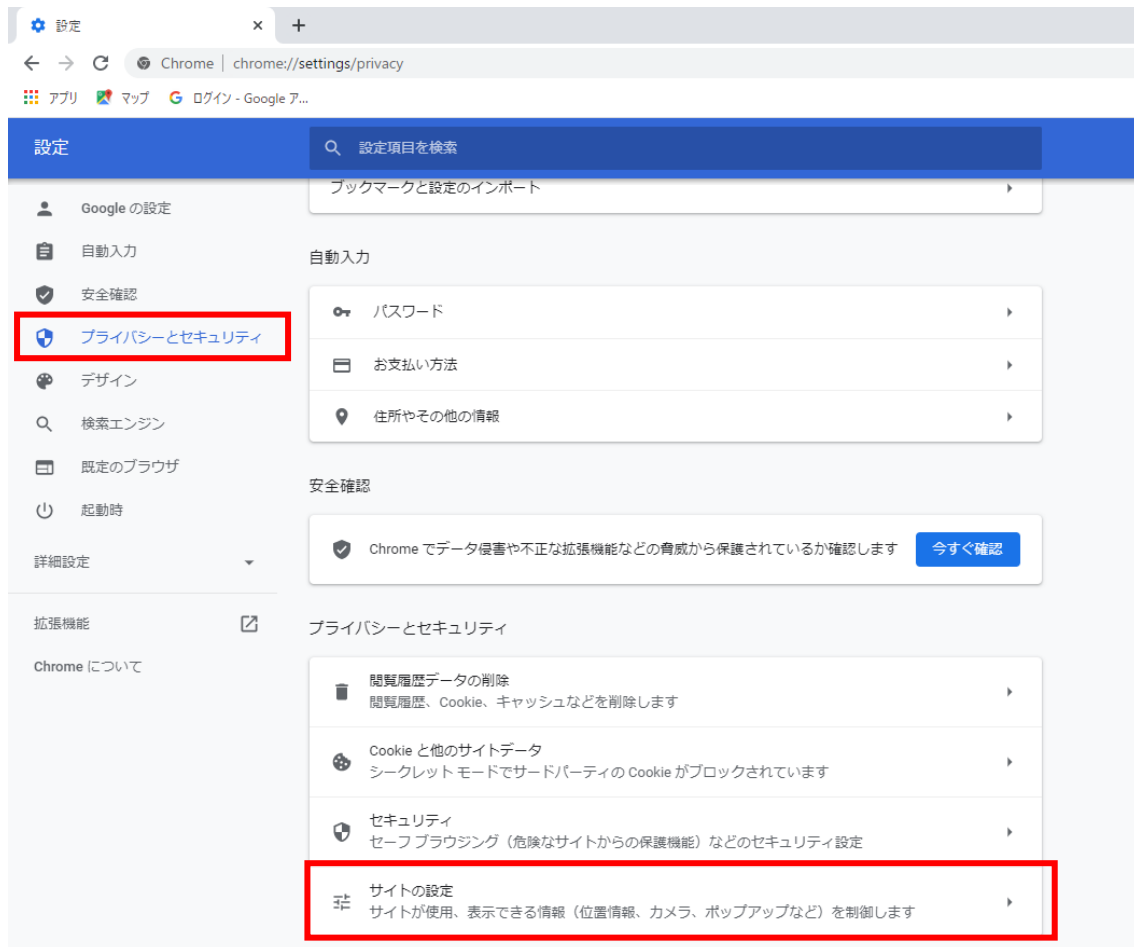 設定
Chrome | chrome://settings/privacy
アプリ マップ ログイン - Google ア...
設定
設定項目を検索
ブックマークと設定のインポート
Google の設定
自動入力
安全確認
プライバシーとセキュリティ
デザイン
検索エンジン
既定のブラウザ
起動時
詳細設定
拡張機能
Chrome について
自動入力
パスワード
お支払い方法
住所やその他の情報
安全確認
Chrome でデータ侵害や不正な拡張機能などの脅威から保護されているか確認します
今すぐ確認
プライバシーとセキュリティ
閲覧履歴データの削除
閲覧履歴、Cookie、キャッシュなどを削除します
Cookie と他のサイトデータ
シークレット モードでサードパーティの Cookie がブロックされています
セキュリティ
セーフ ブラウジング（危険なサイトからの保護機能）などのセキュリティ設定
サイトの設定
サイトが使用、表示できる情報（位置情報、カメラ、ポップアップなど）を制御します